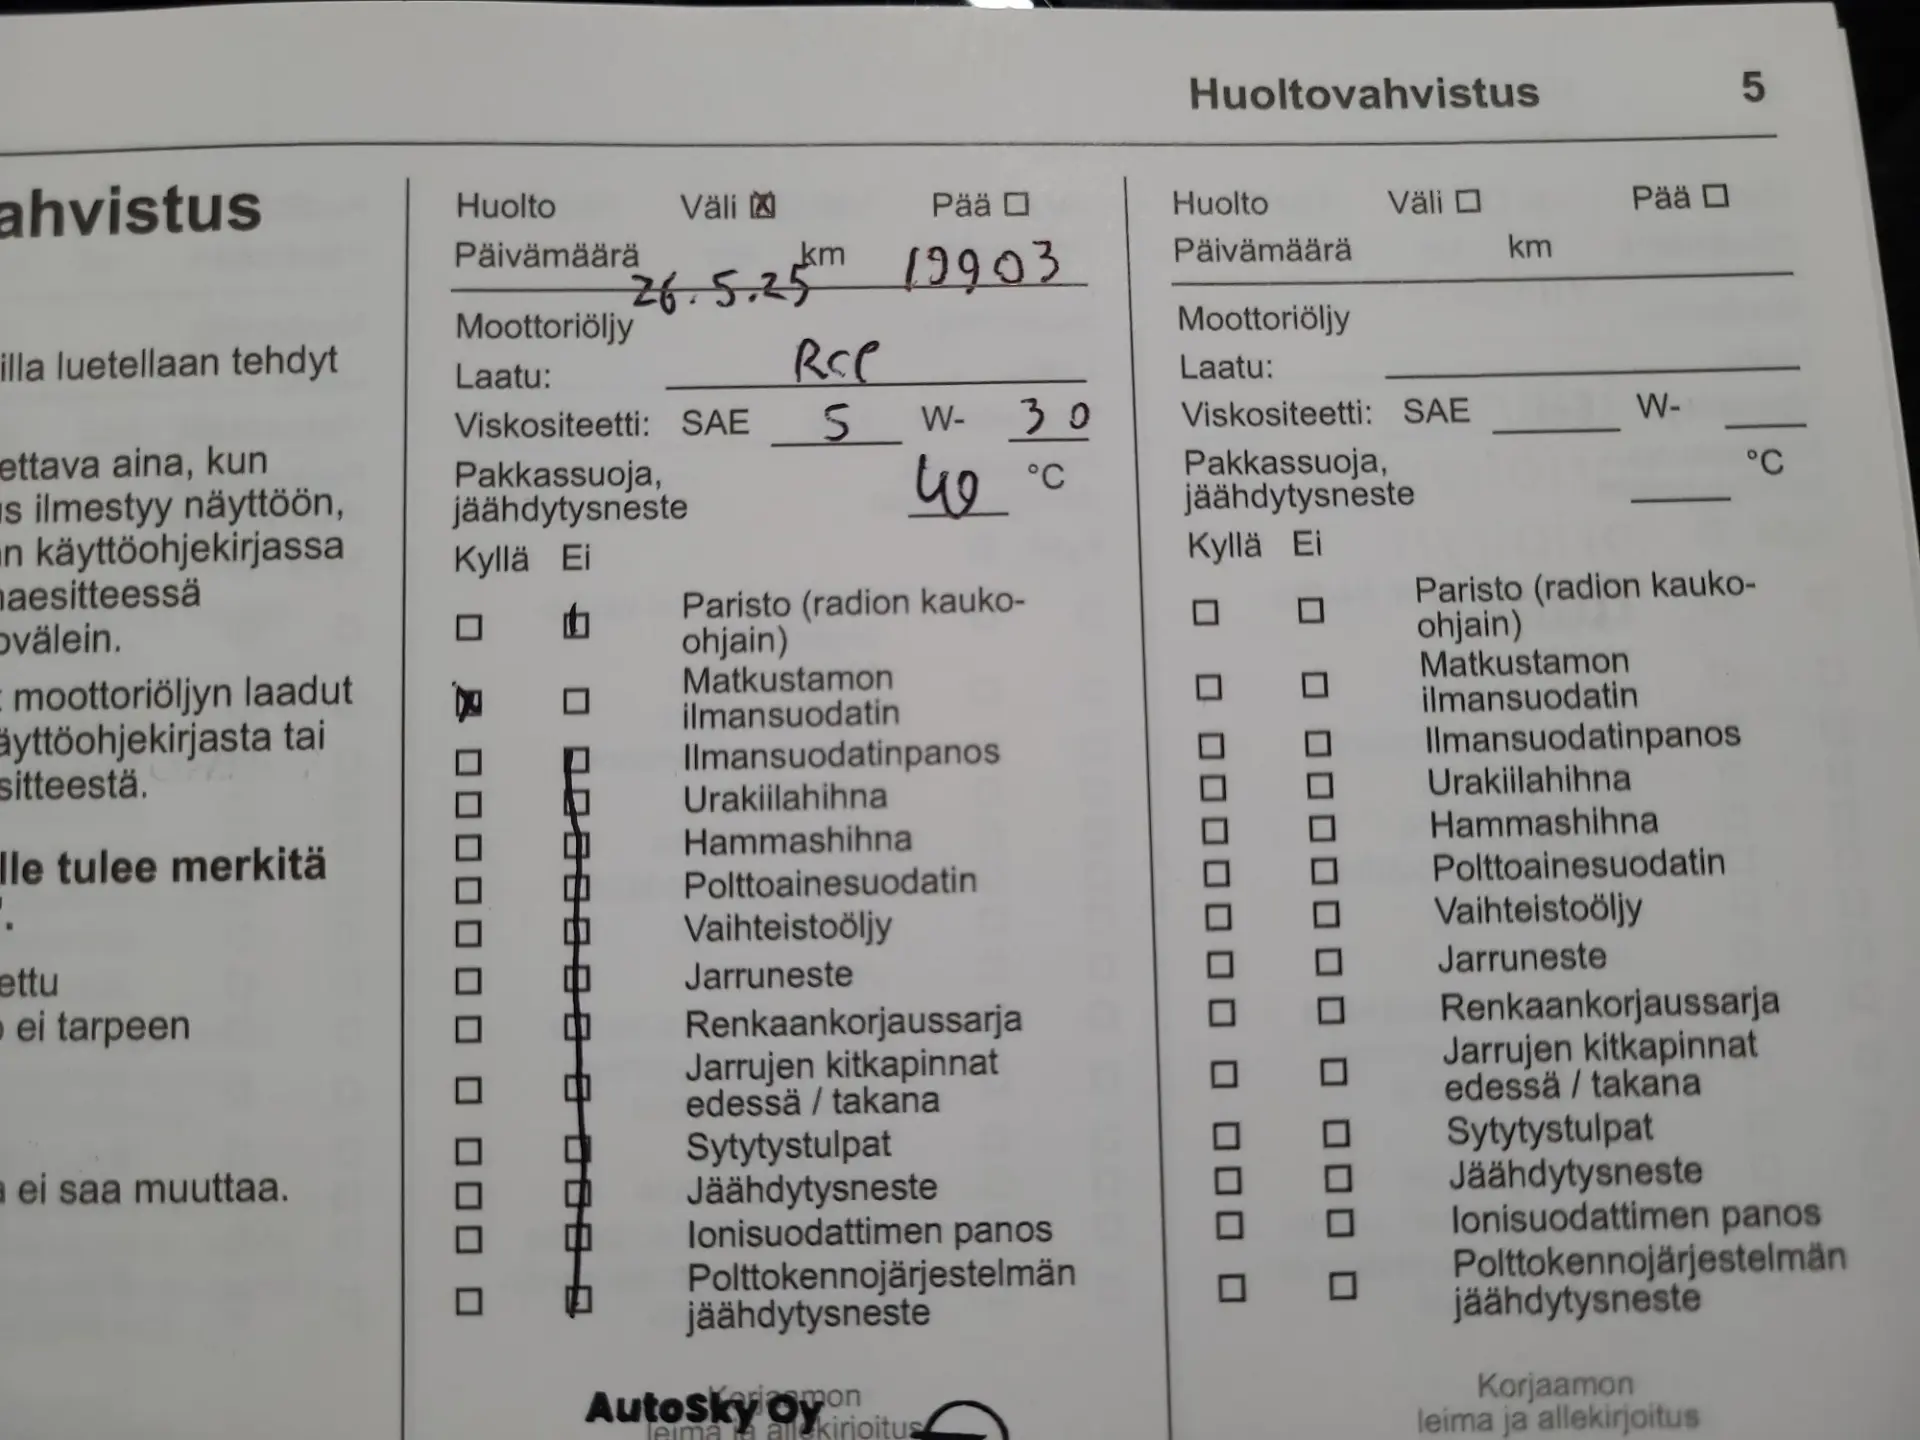 Huoltovahvistus 5
ahvistus
illa luetellaan tehdyt
ettava aina, kun
us ilmestyy näyttöön,
an käyttöohjekirjassa
naesitteessä
ovälein.
t moottoriöljyn laadut
äyttöohjekirjasta tai
sitteestä.
lle tulee merkitä
ettu
o ei tarpeen
a ei saa muuttaa.
Huolto Väli Pää
Päivämäärä 26.5.25 km 19903
Moottoriöljy
Laatu:
Viskositeetti: SAE 5 W- 30
Pakkassuoja, 40 °C
jäähdytysneste
Kyllä Ei
Paristo (radion kauko-
ohjain)
Matkustamon
ilmansuodatin
Ilmansuodatinpanos
Urakiilahihna
Hammashihna
Polttoainesuodatin
Vaihteistoöljy
Jarruneste
Renkaankorjaussarja
Jarrujen kitkapinnat
edessä / takana
Sytytystulpat
Jäähdytysneste
Ionisuodattimen panos
Polttokennojärjestelmän
jäähdytysneste
Korjaamon
leima ja allekirjoitus
AutoSky Oy
Huolto Väli Pää
Päivämäärä km
Moottoriöljy
Laatu:
Viskositeetti: SAE W-
Pakkassuoja, °C
jäähdytysneste
Kyllä Ei
Paristo (radion kauko-
ohjain)
Matkustamon
ilmansuodatin
Ilmansuodatinpanos
Urakiilahihna
Hammashihna
Polttoainesuodatin
Vaihteistoöljy
Jarruneste
Renkaankorjaussarja
Jarrujen kitkapinnat
edessä / takana
Sytytystulpat
Jäähdytysneste
Ionisuodattimen panos
Polttokennojärjestelmän
jäähdytysneste
Korjaamon
leima ja allekirjoitus